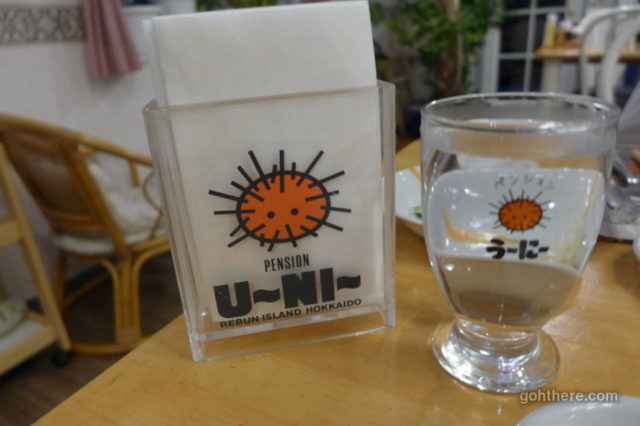 PENSION
U~NI~
REBUN ISLAND HOKKAIDO
ペンション
う~に~
gohthere.com